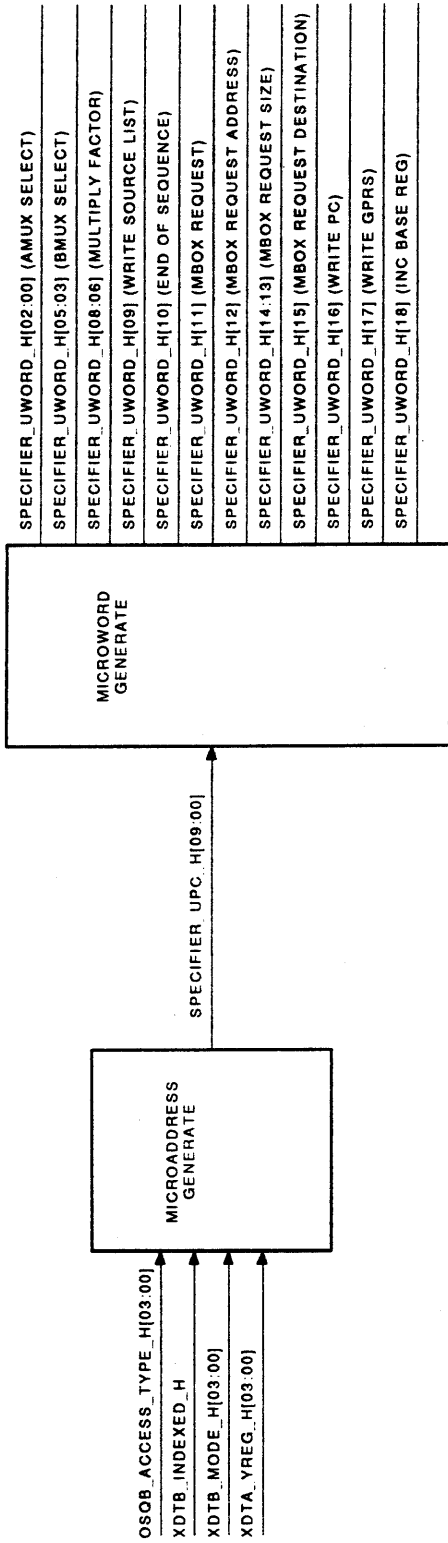 OSQB_ACCESS_TYPE_H[03:00]
XDTB_INDEXED_H
XDTB_MODE_H[03:00]
XDTA_YREG_H[03:00]
MICROADDRESS
GENERATE
SPECIFIER_UPC_H[09:00]
MICROWORD
GENERATE
SPECIFIER_UWORD_H[02:00] (AMUX SELECT)
SPECIFIER_UWORD_H[05:03] (BMUX SELECT)
SPECIFIER_UWORD_H[08:06] (MULTIPLY FACTOR)
SPECIFIER_UWORD_H[09] (WRITE SOURCE LIST)
SPECIFIER_UWORD_H[10] (END OF SEQUENCE)
SPECIFIER_UWORD_H[11] (MBOX REQUEST)
SPECIFIER_UWORD_H[12] (MBOX REQUEST ADDRESS)
SPECIFIER_UWORD_H[14:13] (MBOX REQUEST SIZE)
SPECIFIER_UWORD_H[15] (MBOX REQUEST DESTINATION)
SPECIFIER_UWORD_H[16] (WRITE PC)
SPECIFIER_UWORD_H[17] (WRITE GPRS)
SPECIFIER_UWORD_H[18] (INC BASE REG)